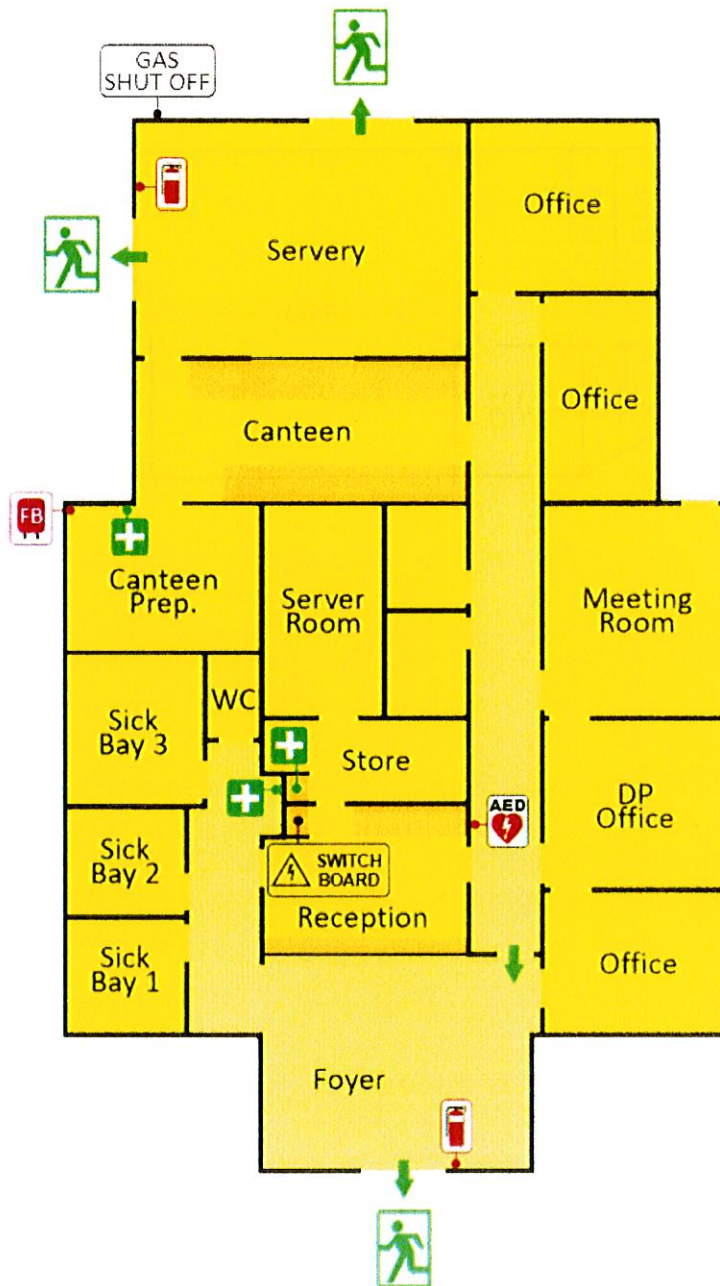 GAS
SHUT OFF
Office
Servery
Office
Canteen
FB
Canteen
Prep.
Server
Room
Meeting
Room
WC
Sick
Bay 3
Store
DP
Office
AED
Sick
Bay 2
SWITCH
BOARD
Reception
Sick
Bay 1
Office
Foyer